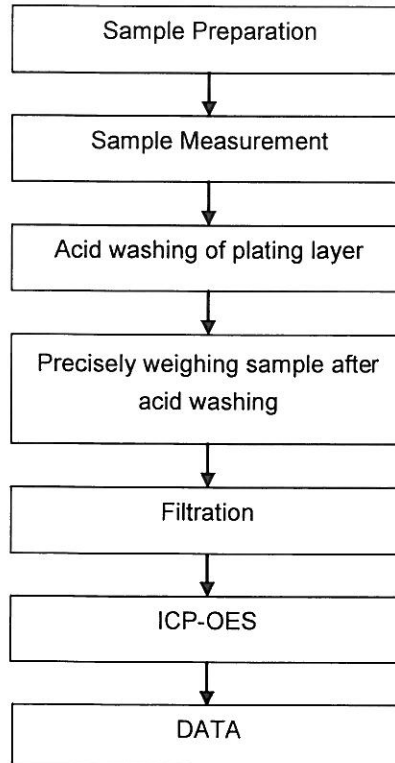 Sample Preparation
Sample Measurement
Acid washing of plating layer
Precisely weighing sample after
acid washing
Filtration
ICP-OES
DATA